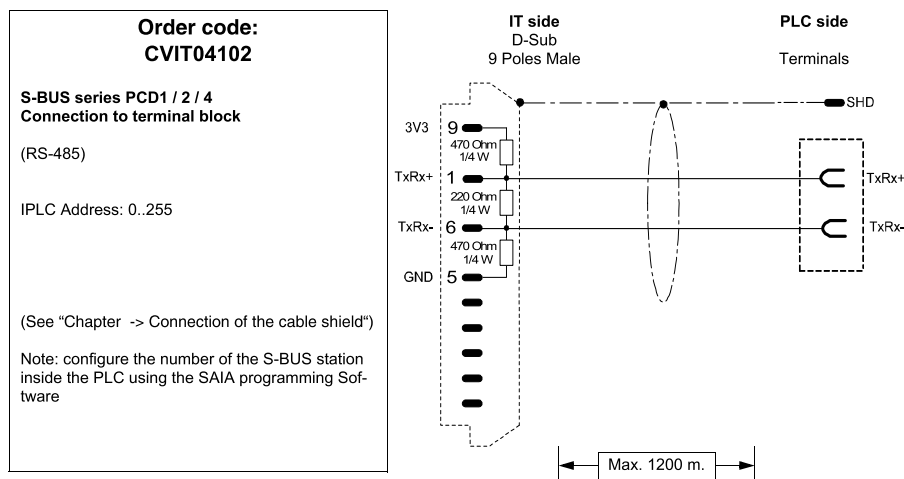 Order code:
CVIT04102
S-BUS series PCD1 / 2 / 4
Connection to terminal block
(RS-485)
IPLC Address: 0..255
(See “Chapter -> Connection of the cable shield“)
Note: configure the number of the S-BUS station
inside the PLC using the SAIA programming Sof-
tware
IT side
D-Sub
9 Poles Male
PLC side
Terminals
SHD
3V3 9
470 Ohm
1/4 W
TxRx+ 1
TxRx+
220 Ohm
1/4 W
TxRx- 6
TxRx-
470 Ohm
1/4 W
GND 5
Max. 1200 m.